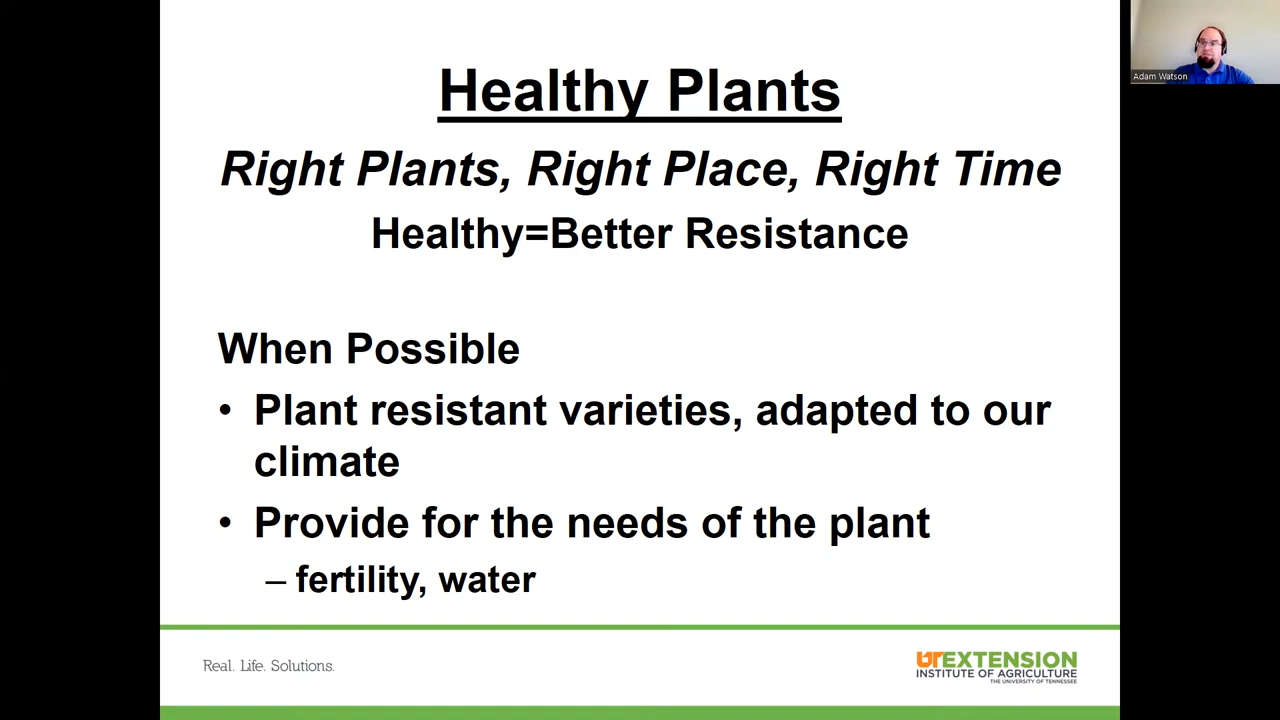 Healthy Plants
Right Plants, Right Place, Right Time
Healthy=Better Resistance
When Possible
• Plant resistant varieties, adapted to our
climate
• Provide for the needs of the plant
– fertility, water
Real. Life. Solutions.
UTEXTENSION
INSTITUTE OF AGRICULTURE
THE UNIVERSITY OF TENNESSEE
Adam Watson